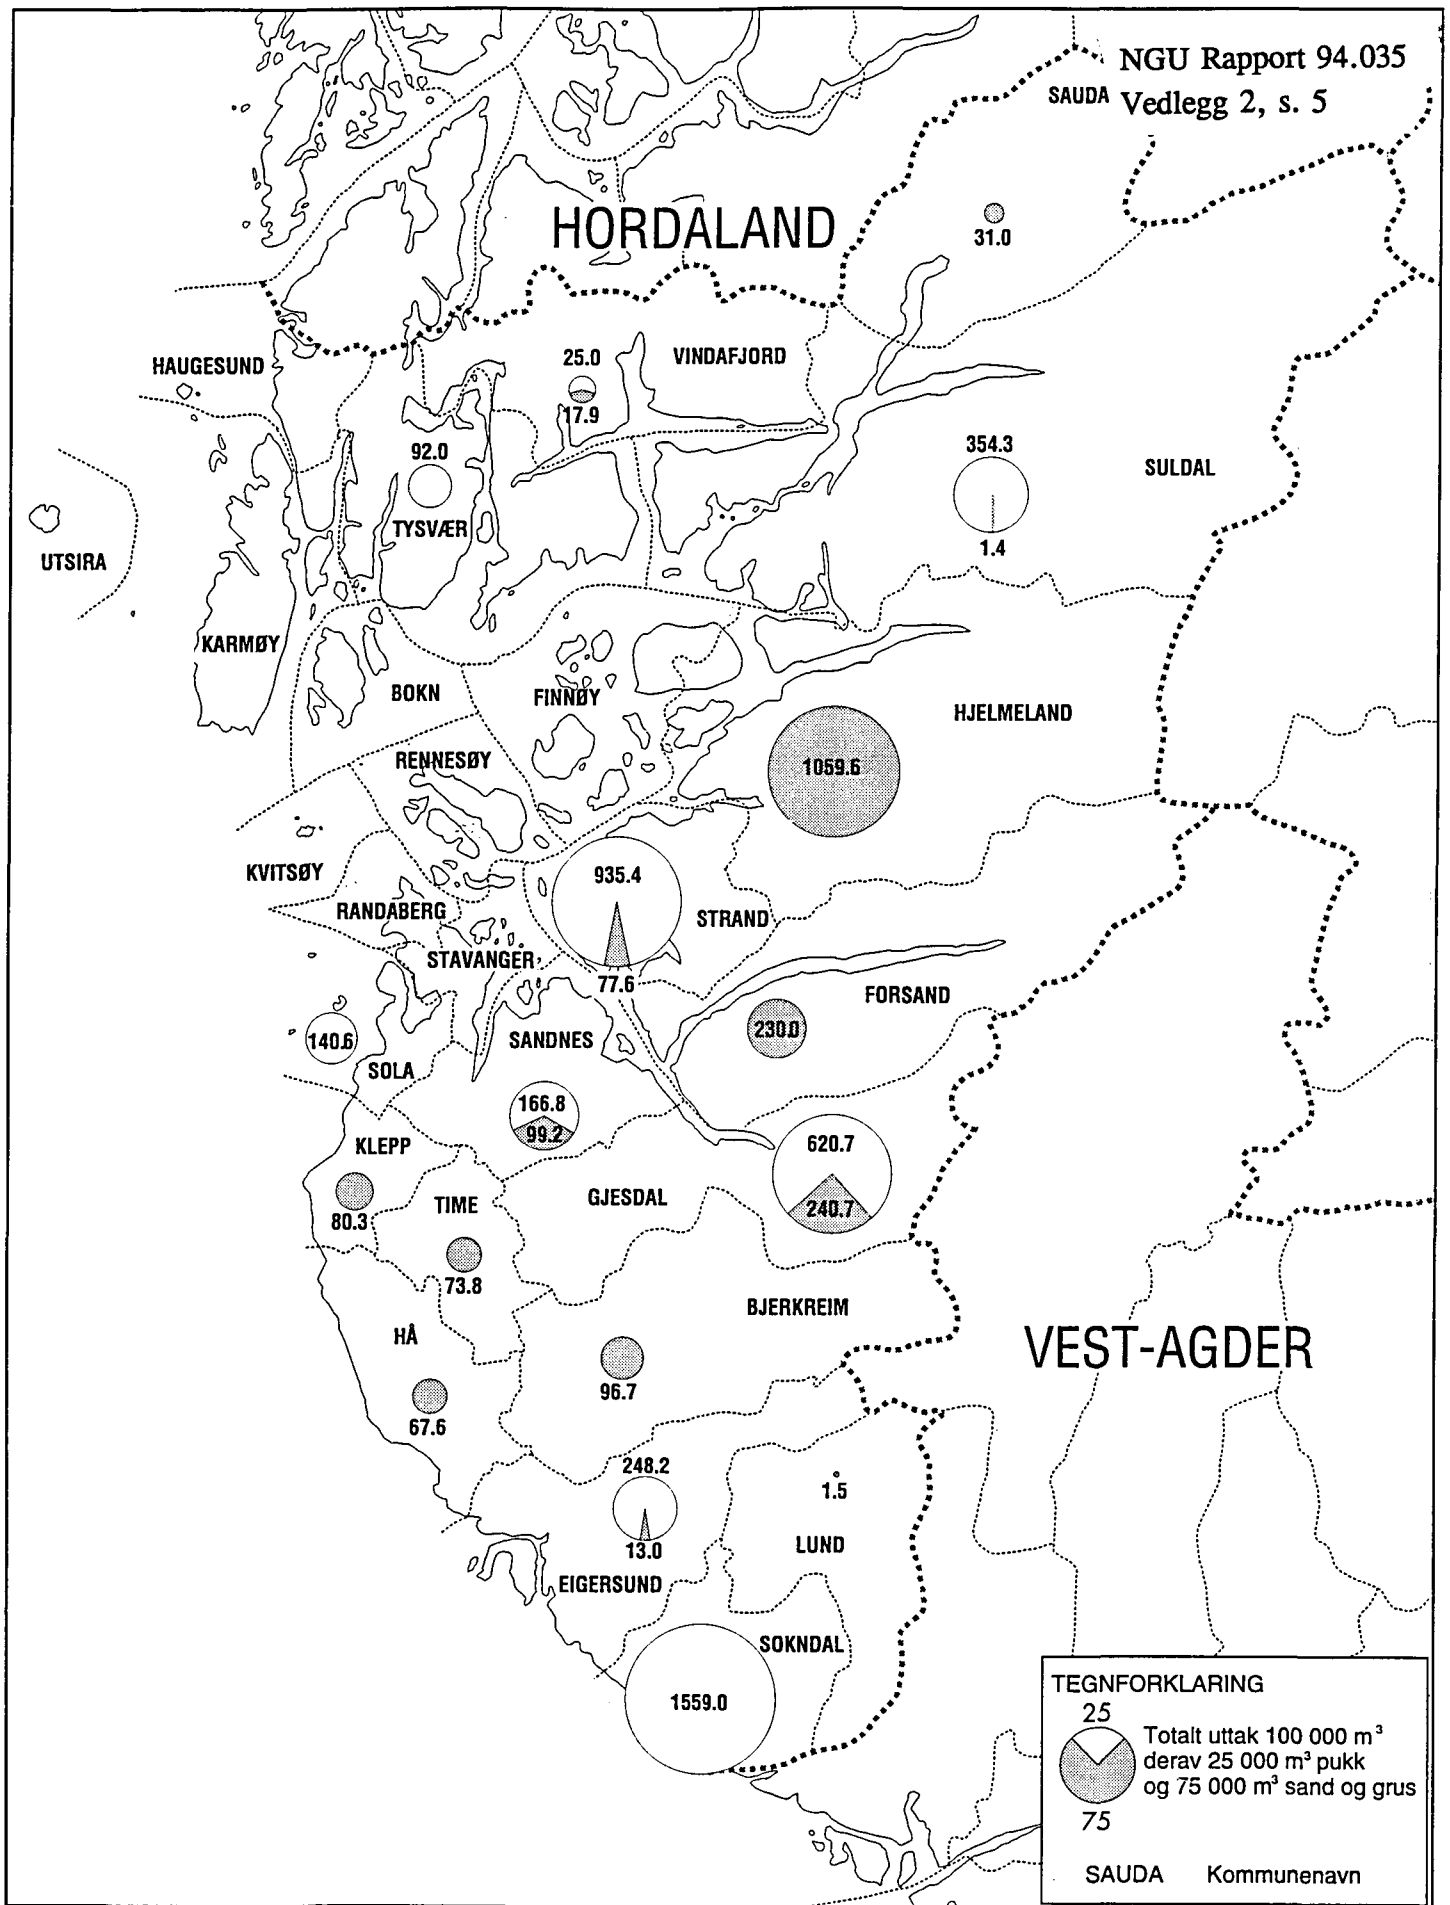 NGU Rapport 94.035
SAUDA
Vedlegg 2, s. 5
HORDALAND
31.0
HAUGESUND
25.0
VINDAFJORD
17.9
92.0
354.3
SULDAL
TYSVÆR
1.4
UTSIRA
KARMØY
BOKN
FINNØY
HJELMELAND
RENNESØY
1059.6
KVITSØY
935.4
RANDABERG
STRAND
STAVANGER
77.6
FORSAND
140.6
SANDNES
230.0
SOLA
166.8
99.2
KLEPP
620.7
80.3
TIME
GJESDAL
240.7
73.8
BJERKREIM
HÅ
VEST-AGDER
96.7
67.6
248.2
1.5
13.0
LUND
EIGERSUND
SOKNDAL
1559.0
TEGNFORKLARING
25
Totalt uttak 100 000 m³
derav 25 000 m³ pukk
og 75 000 m³ sand og grus
75
SAUDA Kommunenavn